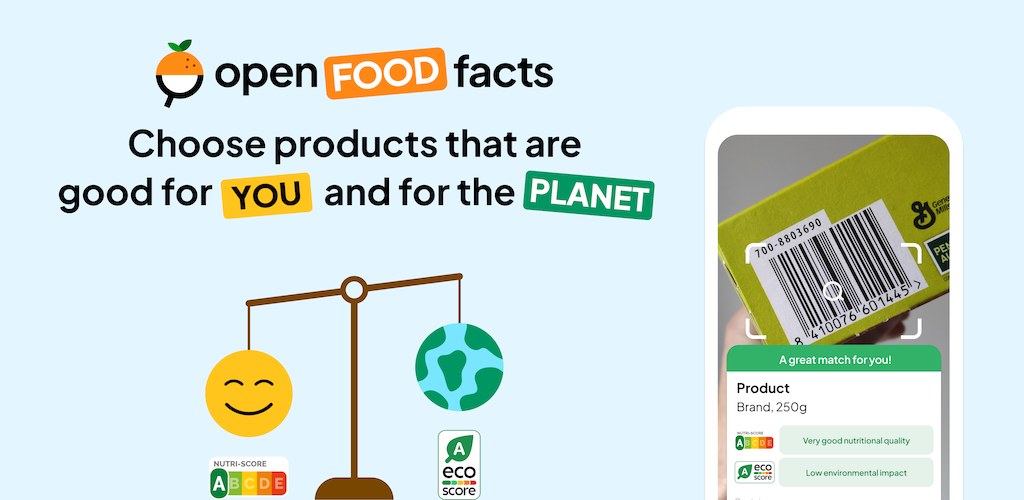 open FOOD facts
Choose products that are
good for YOU and for the PLANET
NUTRI-SCORE
A B C D E
A
eco
score
700-8803690
8 410076 601445 >
A great match for you!
Product
Brand, 250g
NUTRI-SCORE
A B C D E
Very good nutritional quality
A
eco
score
Low environmental impact